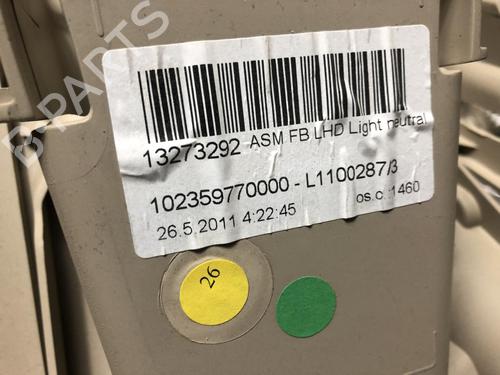 13273292 ASM FB LHD Light neutral
102359770000 - L1100287/3
26.5.2011 4:22:45 os.c.:1460
26
B-PARTS